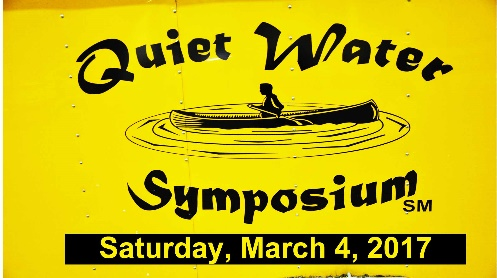 Quiet Water
Symposium
SM
Saturday, March 4, 2017